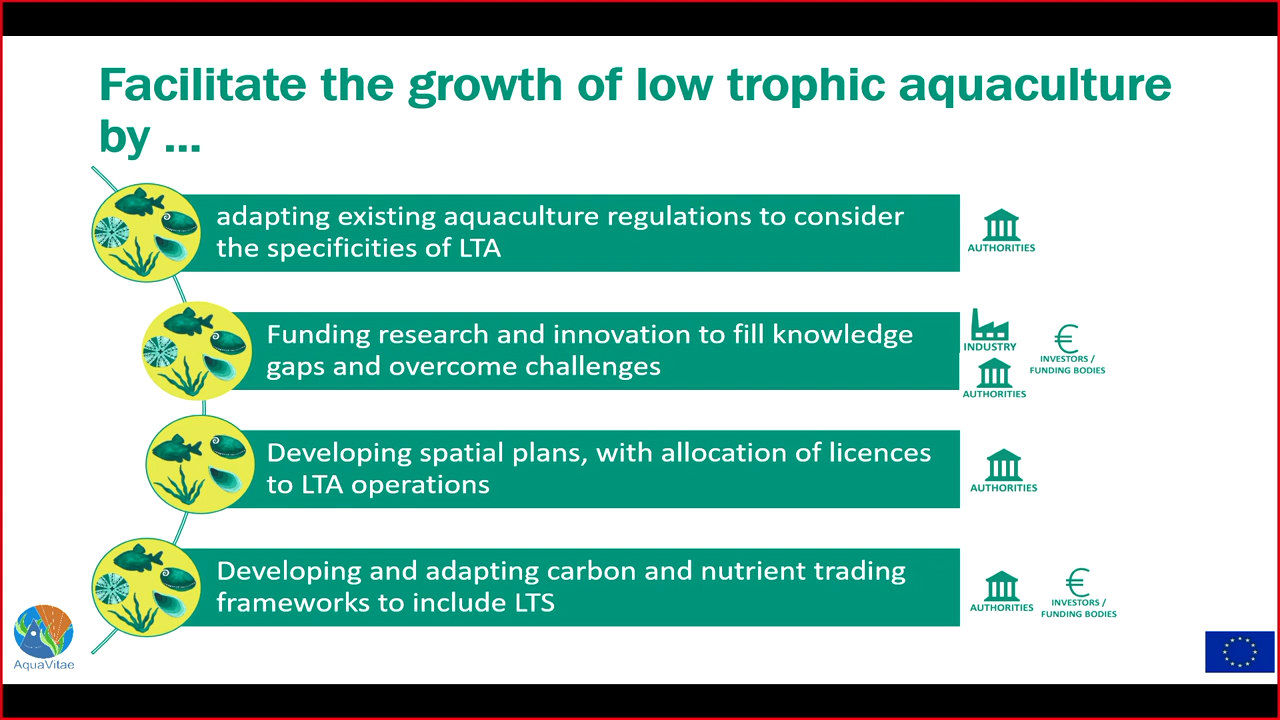 Facilitate the growth of low trophic aquaculture
by ...
adapting existing aquaculture regulations to consider
the specificities of LTA
AUTHORITIES
Funding research and innovation to fill knowledge
gaps and overcome challenges
INDUSTRY
AUTHORITIES
INVESTORS /
FUNDING BODIES
Developing spatial plans, with allocation of licences
to LTA operations
AUTHORITIES
Developing and adapting carbon and nutrient trading
frameworks to include LTS
AUTHORITIES
INVESTORS /
FUNDING BODIES
AquaVitae